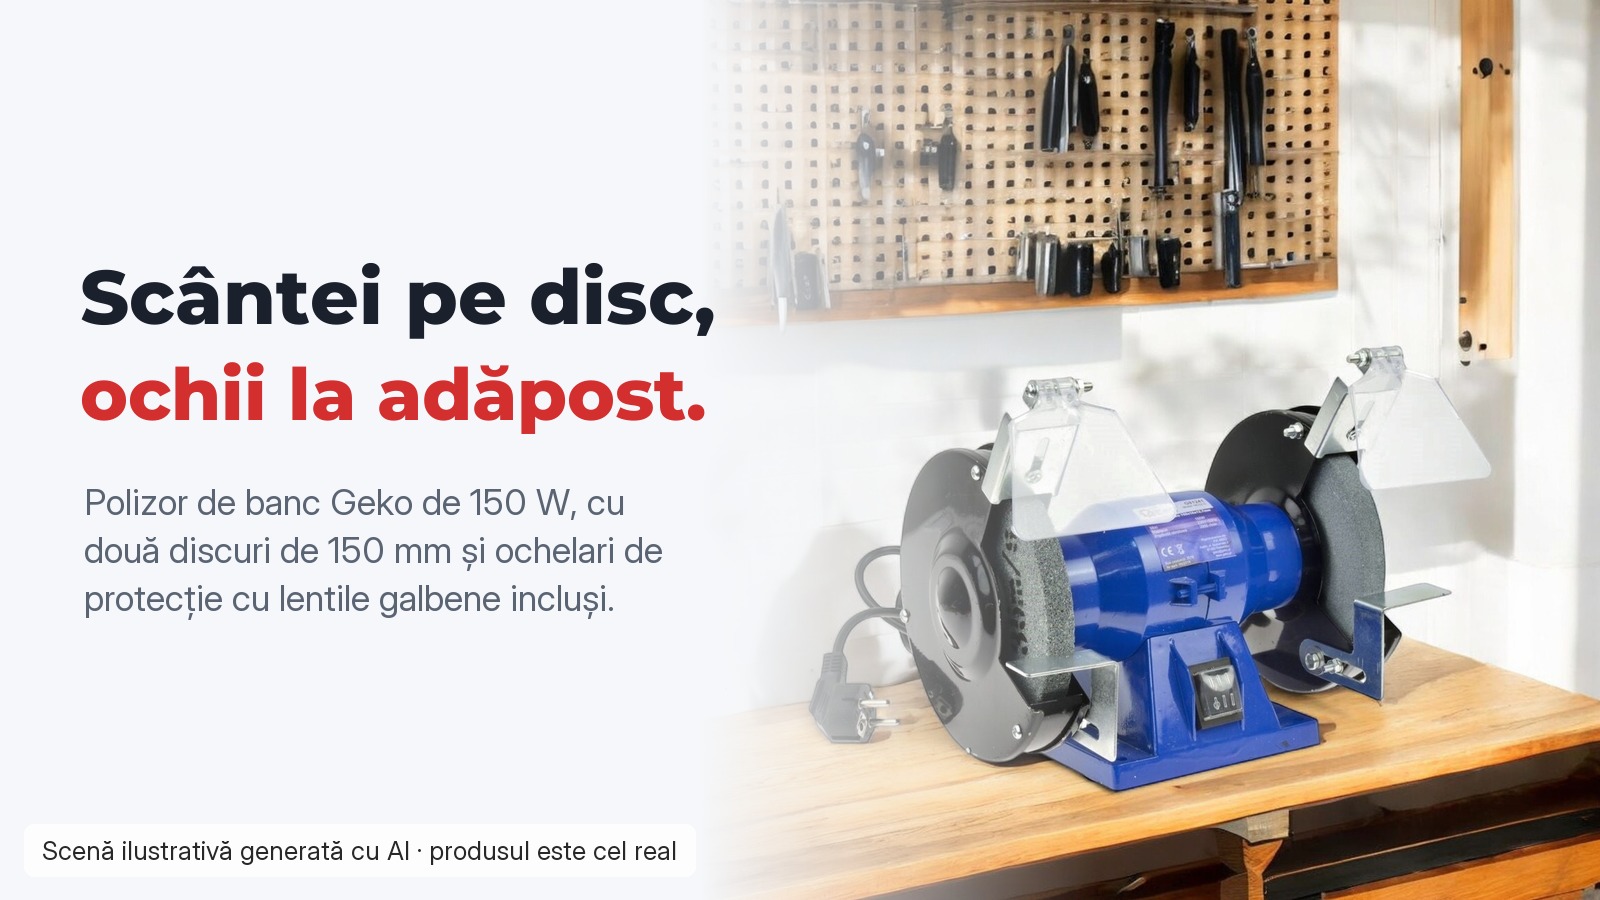 Scântei pe disc,
ochii la adăpost.
Polizor de banc Geko de 150 W, cu
două discuri de 150 mm și ochelari de
protecție cu lentile galbene incluși.
Scenă ilustrativă generată cu AI · produsul este cel real
CE